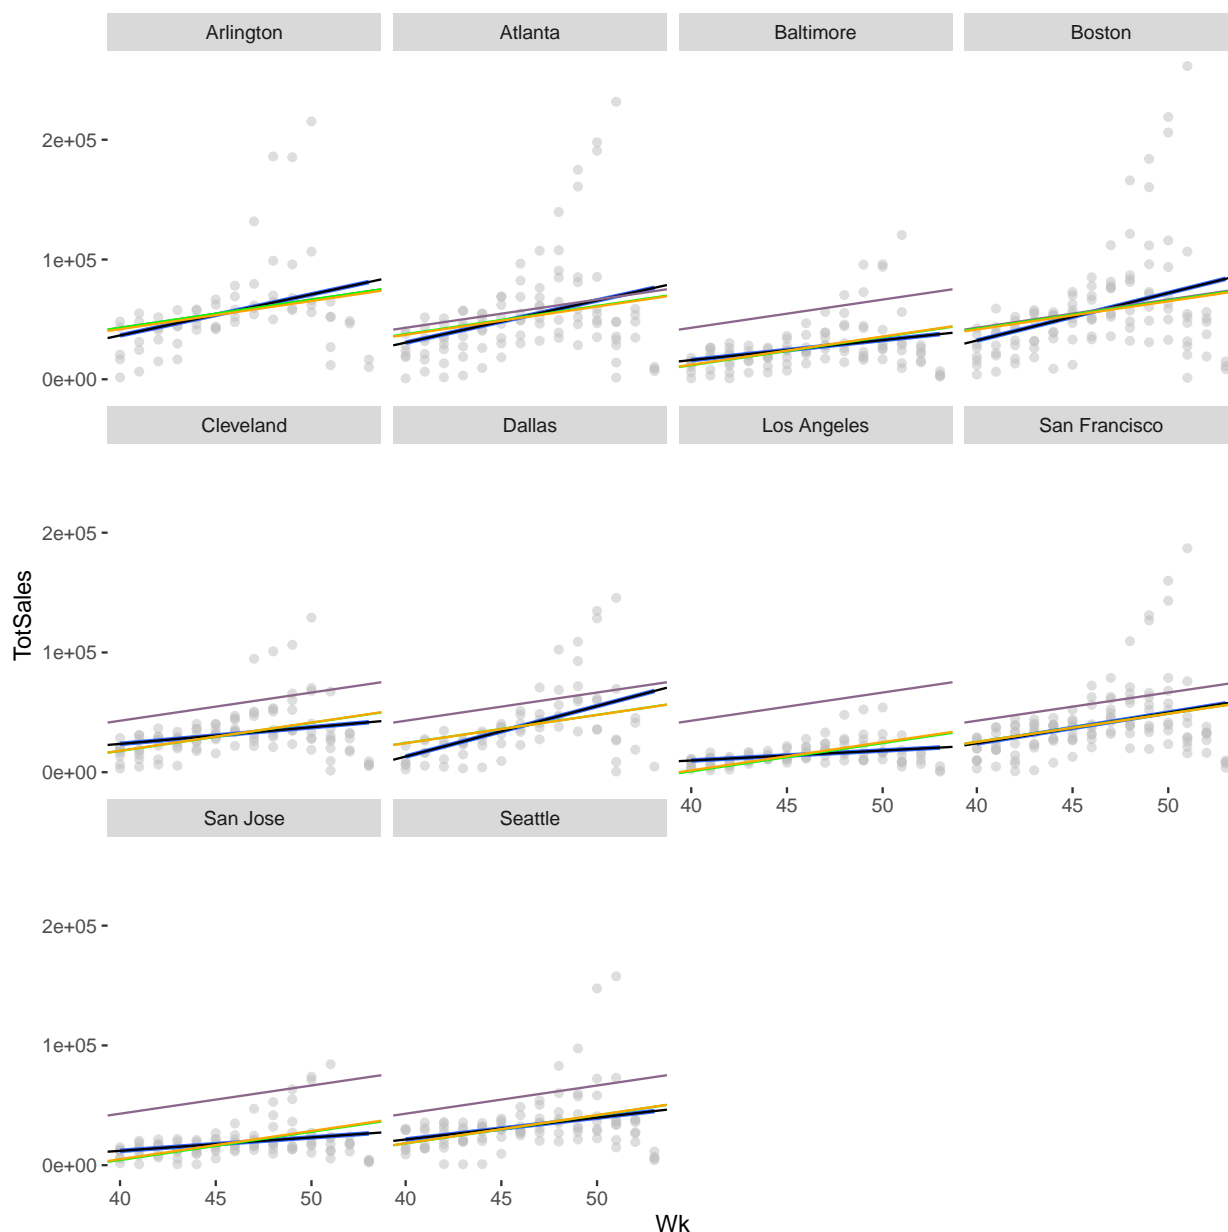 Arlington Atlanta Baltimore Boston
2e+05
1e+05
0e+00
Cleveland Dallas Los Angeles San Francisco
2e+05
TotSales
1e+05
0e+00
40 45 50 40 45 50
San Jose Seattle
2e+05
1e+05
0e+00
40 45 50 40 45 50
Wk